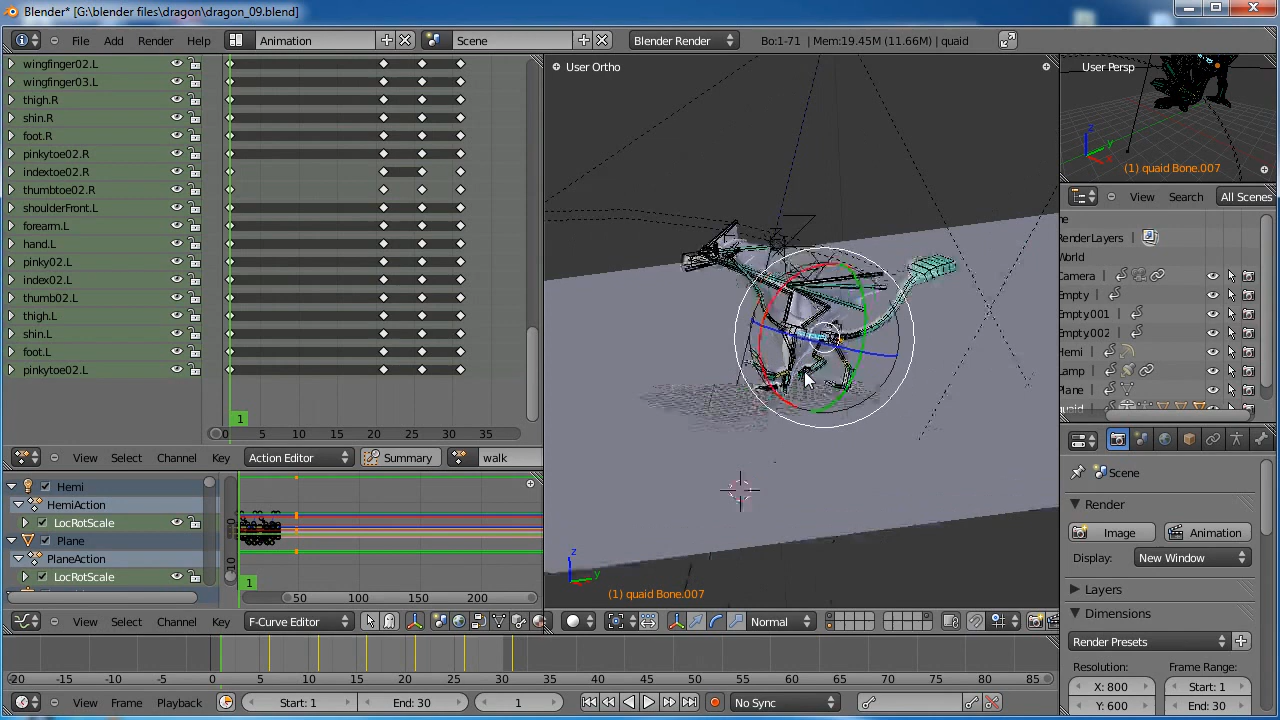 Blender* [G:\blender files\dragon\dragon_09.blend]
File Add Render Help Animation Scene Blender Render Bo:1-71 | Mem:19.45M (11.66M) | quaid
wingfinger02.L
wingfinger03.L
thigh.R
shin.R
foot.R
pinkytoe02.R
indextoe02.R
thumbtoe02.R
shoulderFront.L
forearm.L
hand.L
pinky02.L
index02.L
thumb02.L
thigh.L
shin.L
foot.L
pinkytoe02.L
1
0 5 10 15 20 25 30 35
View Select Channel Key Action Editor Summary walk
Hemi
HemiAction
LocRotScale
Plane
PlaneAction
LocRotScale
1
50 100 150 200
View Select Channel Key F-Curve Editor
User Ortho
z
y
(1) quaid Bone.007
Normal
User Persp
z
y
x
(1) quaid Bone.007
View Search All Scenes
ne
RenderLayers |
World
Camera |
Empty |
Empty.001
Empty.002
Hemi |
Lamp |
Plane |
quaid
Scene
Render
Image Animation
Display: New Window
Layers
Dimensions
Render Presets
Resolution: Frame Range:
X: 800 Start: 1
Y: 600 End: 30
-20 -15 -10 -5 0 5 10 15 20 25 30 35 40 45 50 55 60 65 70 75 80 85
View Frame Playback Start: 1 End: 30 1 No Sync